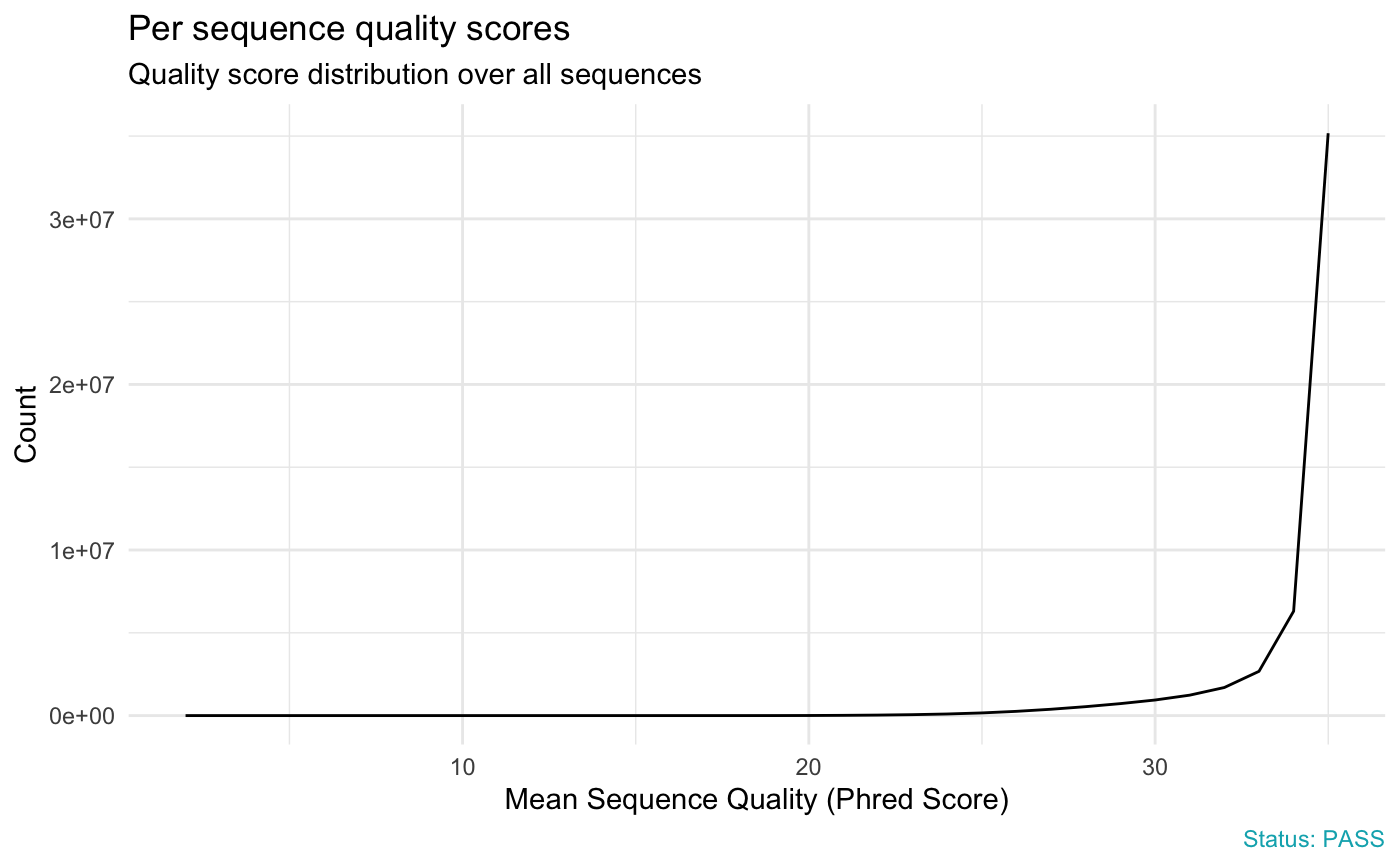 Per sequence quality scores
Quality score distribution over all sequences
Count
3e+07
2e+07
1e+07
0e+00
10 20 30
Mean Sequence Quality (Phred Score)
Status: PASS